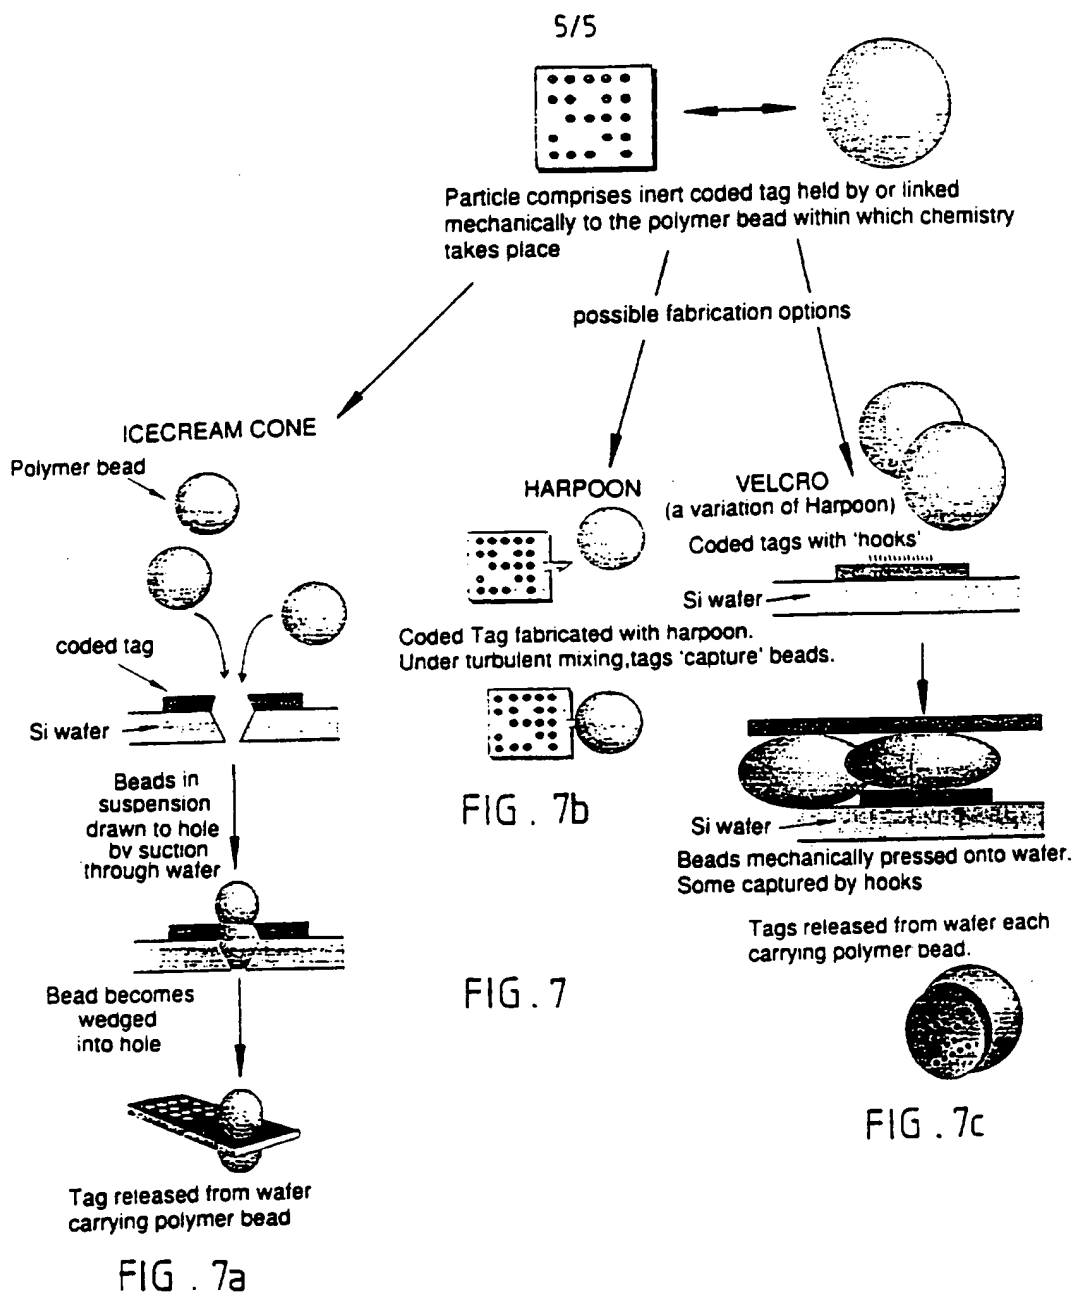 5/5
Particle comprises inert coded tag held by or linked
mechanically to the polymer bead within which chemistry
takes place
possible fabrication options
ICECREAM CONE
Polymer bead
coded tag
Si wafer
Beads in
suspension
drawn to hole
by suction
through wafer
Bead becomes
wedged
into hole
Tag released from wafer
carrying polymer bead
FIG. 7a
HARPOON
Coded Tag fabricated with harpoon.
Under turbulent mixing,tags 'capture' beads.
FIG. 7b
FIG. 7
VELCRO
(a variation of Harpoon)
Coded tags with 'hooks'
Si wafer
Si wafer
Beads mechanically pressed onto wafer.
Some captured by hooks
Tags released from wafer each
carrying polymer bead.
FIG. 7c